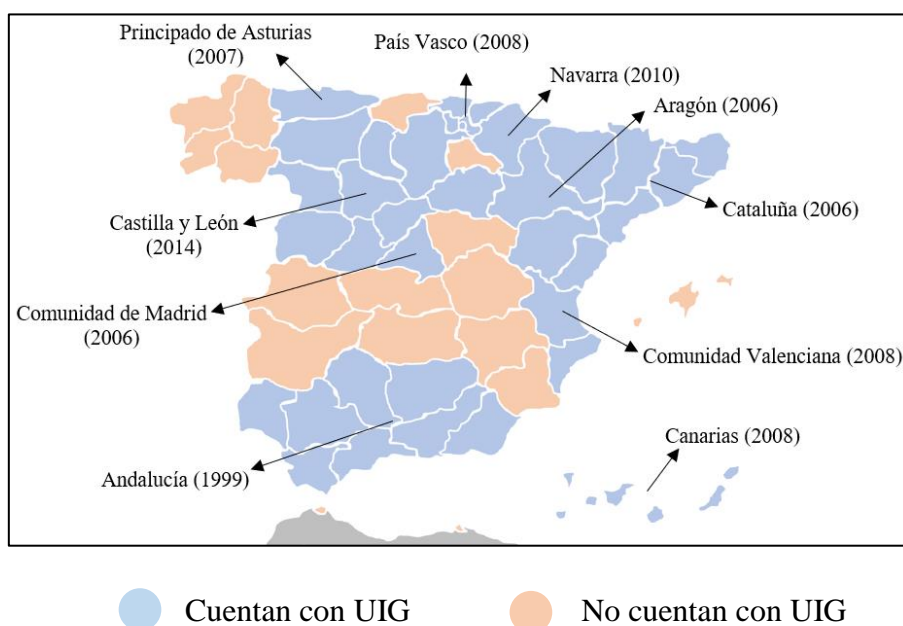 Principado de Asturias
(2007)
País Vasco (2008)
Navarra (2010)
Aragón (2006)
Cataluña (2006)
Castilla y León
(2014)
Comunidad de Madrid
(2006)
Comunidad Valenciana (2008)
Canarias (2008)
Andalucía (1999)
Cuentan con UIG
No cuentan con UIG